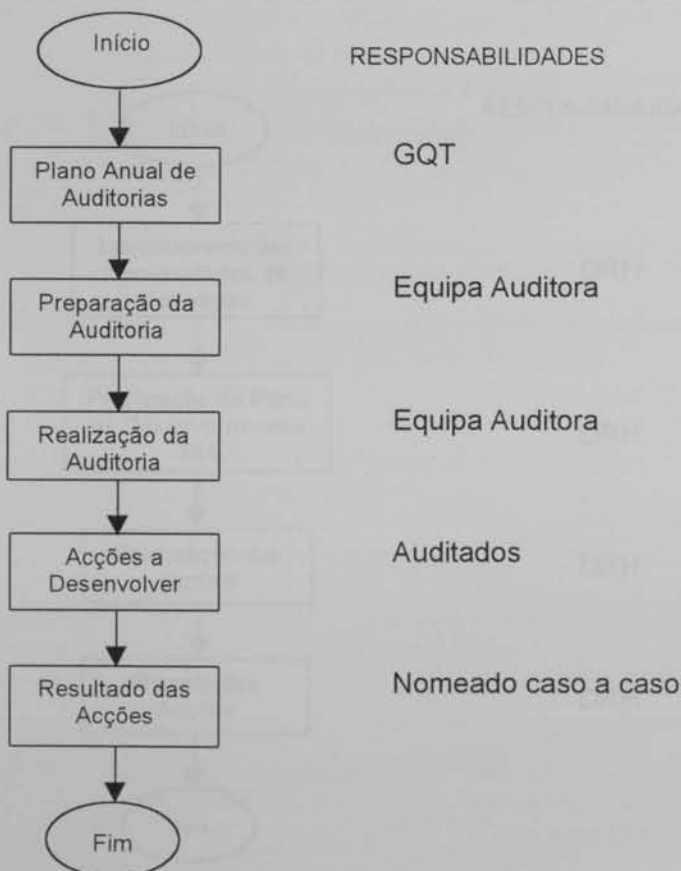 Início
RESPONSABILIDADES
Plano Anual de
Auditorias
GQT
Preparação da
Auditoria
Equipa Auditora
Realização da
Auditoria
Equipa Auditora
Acções a
Desenvolver
Auditados
Resultado das
Acções
Nomeado caso a caso
Fim